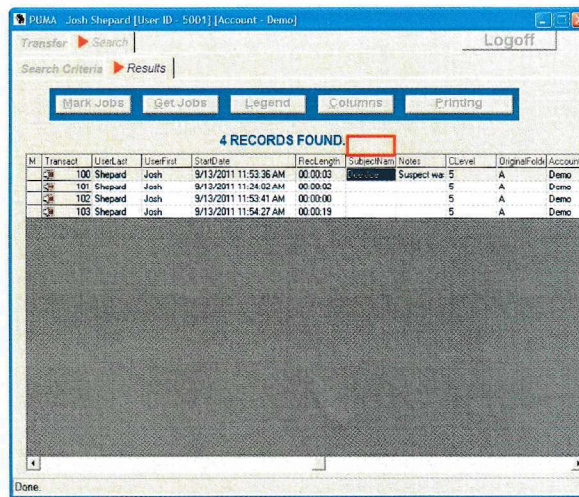 PUMA Josh Shepard [User ID - 5001] [Account - Demo]
Transfer Search Logoff
Search Criteria Results
Mark Jobs Get Jobs Legend Columns Printing
4 RECORDS FOUND.
M Transact UserLast UserFirst StartDate RecLength SubjectNam Notes CLevel OriginalFolde Account
100 Shepard Josh 9/13/2011 11:53:36 AM 00:00:03 Suspect wa: 5 A Demo
101 Shepard Josh 9/13/2011 11:24:02 AM 00:00:02 5 A Demo
102 Shepard Josh 9/13/2011 11:53:41 AM 00:00:00 5 A Demo
103 Shepard Josh 9/13/2011 11:54:27 AM 00:00:19 5 A Demo
Done.